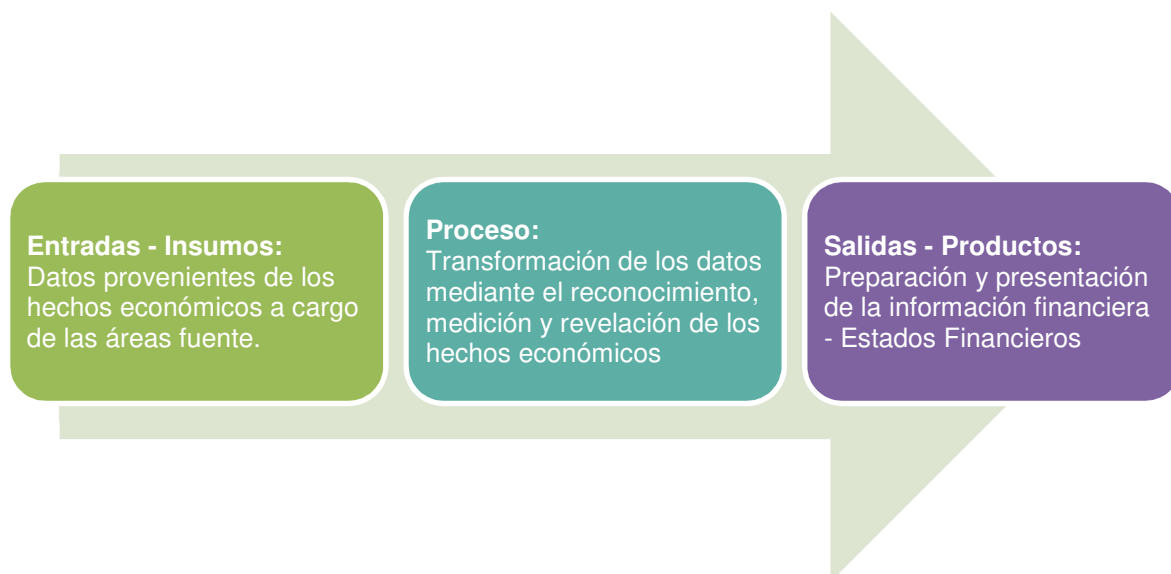 Entradas - Insumos:
Datos provenientes de los
hechos económicos a cargo
de las áreas fuente.
Proceso:
Transformación de los datos
mediante el reconocimiento,
medición y revelación de los
hechos económicos
Salidas - Productos:
Preparación y presentación
de la información financiera
- Estados Financieros